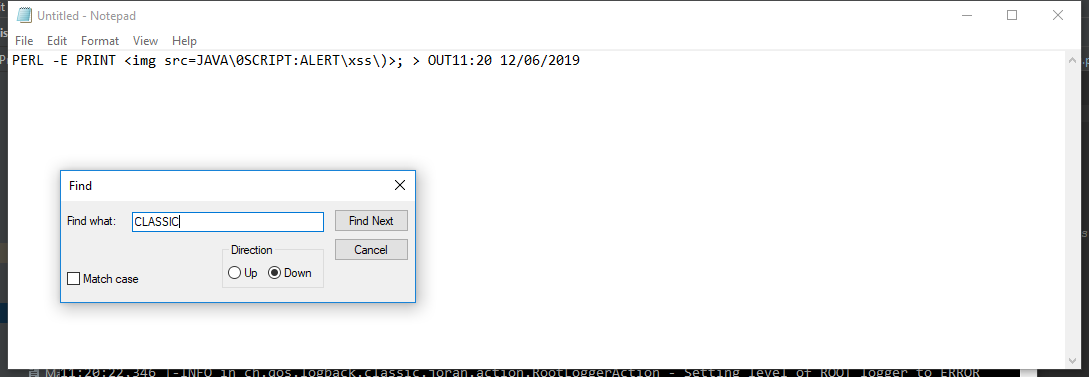 Untitled - Notepad
File Edit Format View Help
PERL -E PRINT <img src=JAVA\0SCRIPT:ALERT\xss\)>; > OUT11:20 12/06/2019
Find
Find what: CLASSIC Find Next
Direction Cancel
Up Down
Match case
11:20:22,346 |-INFO in ch.qos.logback.classic.joran.action.RootLoggerAction - Setting level of ROOT logger to ERROR